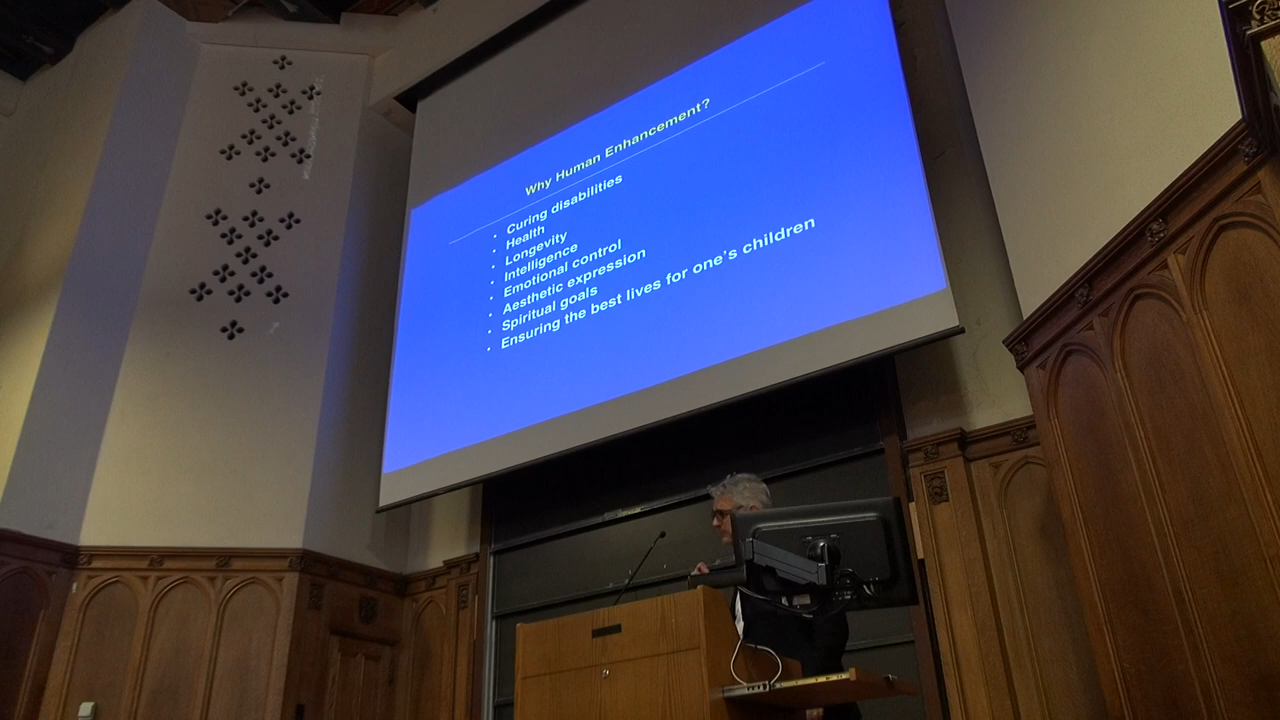 Why Human Enhancement?
• Curing disabilities
• Health
• Longevity
• Intelligence
• Emotional control
• Aesthetic expression
• Spiritual goals
• Ensuring the best lives for one's children